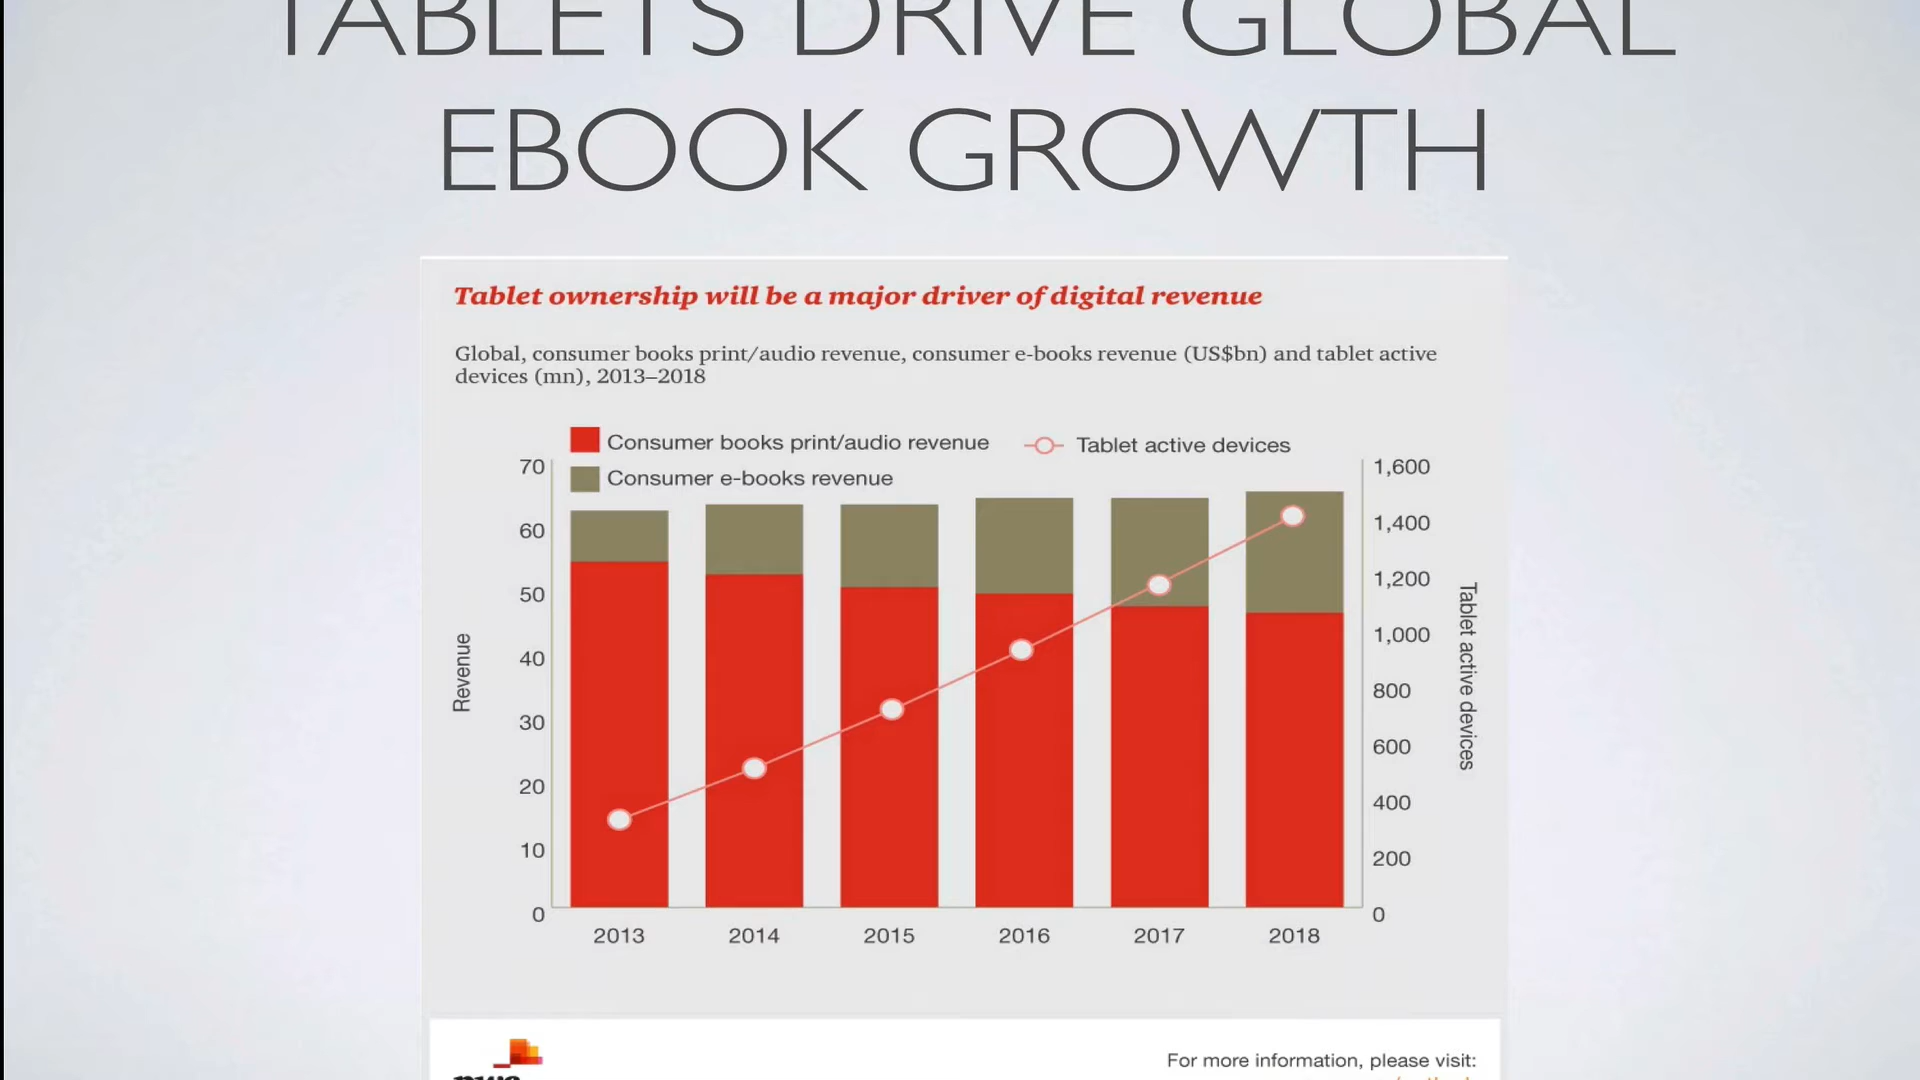 TABLETS DRIVE GLOBAL
EBOOK GROWTH
Tablet ownership will be a major driver of digital revenue
Global, consumer books print/audio revenue, consumer e-books revenue (US$bn) and tablet active
devices (mn), 2013–2018
Consumer books print/audio revenue
Tablet active devices
Consumer e-books revenue
70
60
50
40
30
20
10
0
Revenue
1,600
1,400
1,200
1,000
800
600
400
200
0
Tablet active devices
2013 2014 2015 2016 2017 2018
pwc
For more information, please visit: